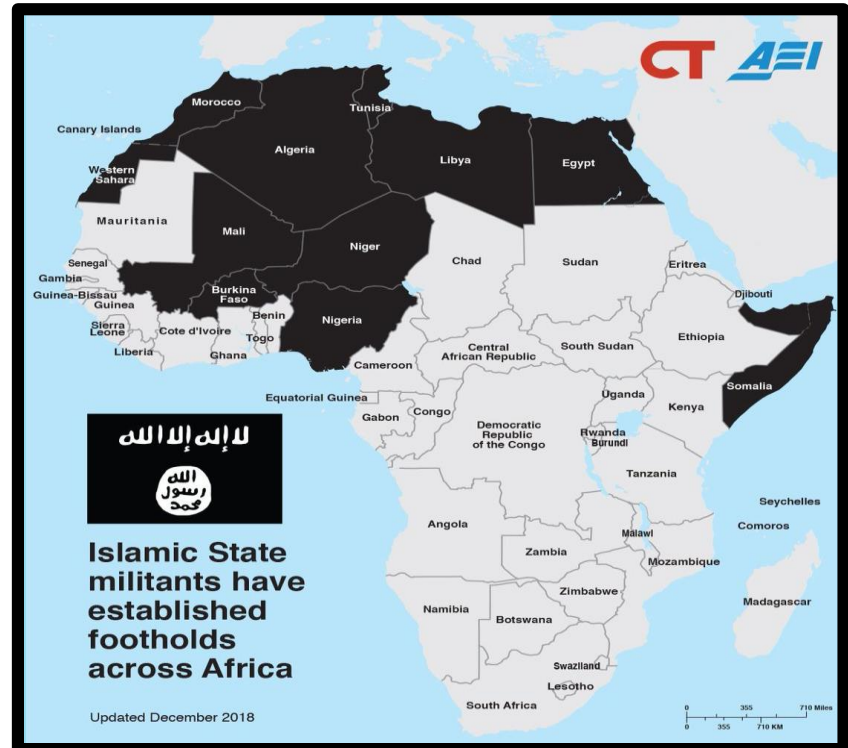 CT AEI
Morocco
Tunisia
Canary Islands
Algeria
Libya
Egypt
Western
Sahara
Mauritania
Mali
Niger
Chad
Sudan
Eritrea
Senegal
Gambia
Guinea-Bissau
Guinea
Burkina
Faso
Djibouti
Sierra
Leone
Cote d'Ivoire
Benin
Togo
Nigeria
Liberia
Ghana
Cameroon
Central
African Republic
South Sudan
Ethiopia
Somalia
Equatorial Guinea
Gabon
Congo
Democratic
Republic
of the Congo
Uganda
Kenya
Rwanda
Burundi
Tanzania
Seychelles
Comoros
Angola
Zambia
Malawi
Mozambique
Madagascar
Zimbabwe
Namibia
Botswana
Swaziland
Lesotho
South Africa
لا إله إلا الله
الله
رسول
محمد
Islamic State
militants have
established
footholds
across Africa
Updated December 2018
0 355 710 Miles
0 355 710 KM